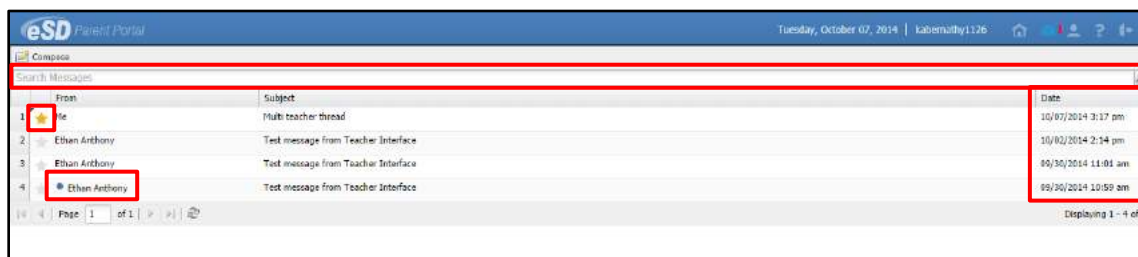 eSD Parent Portal Tuesday, October 07, 2014 | kabernathy1126 ?
Compose
Search Messages
From Subject Date
1 Me Multi teacher thread 10/07/2014 3:17 pm
2 Ethan Anthony Test message from Teacher Interface 10/02/2014 2:14 pm
3 Ethan Anthony Test message from Teacher Interface 09/30/2014 11:01 am
4 Ethan Anthony Test message from Teacher Interface 09/30/2014 10:59 am
Page 1 of 1 Displaying 1 - 4 of